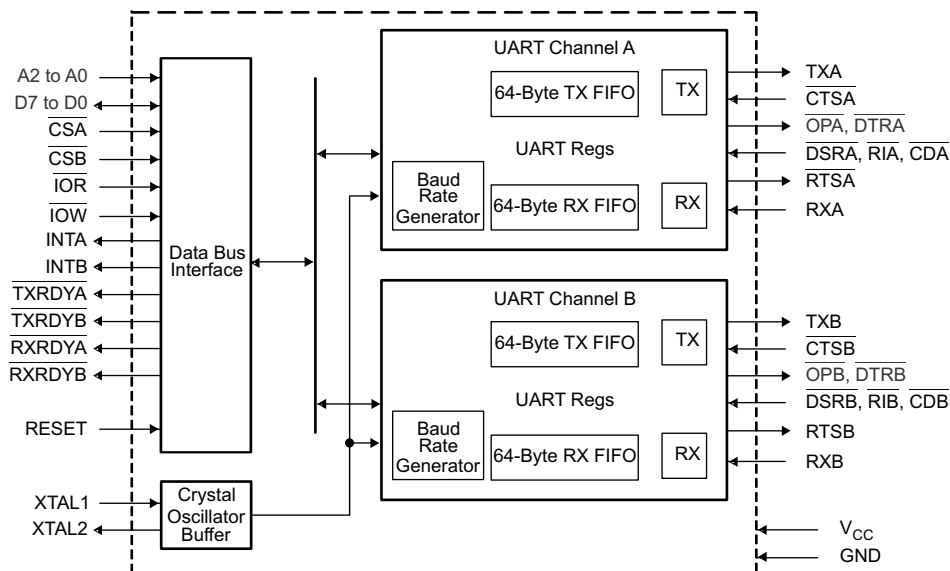 A2 to A0
D7 to D0
CSA
CSB
IOR
IOW
INTA
INTB
TXRDYA
TXRDYB
RXRDYA
RXRDYB
RESET
XTAL1
XTAL2
Data Bus
Interface
Crystal
Oscillator
Buffer
UART Channel A
64-Byte TX FIFO
TX
UART Regs
Baud
Rate
Generator
64-Byte RX FIFO
RX
TXA
CTSA
OPA, DTRA
DSRA, RIA, CDA
RTSA
RXA
UART Channel B
64-Byte TX FIFO
TX
UART Regs
Baud
Rate
Generator
64-Byte RX FIFO
RX
TXB
CTSB
OPB, DTRB
DSRB, RIB, CDB
RTSB
RXB
VCC
GND